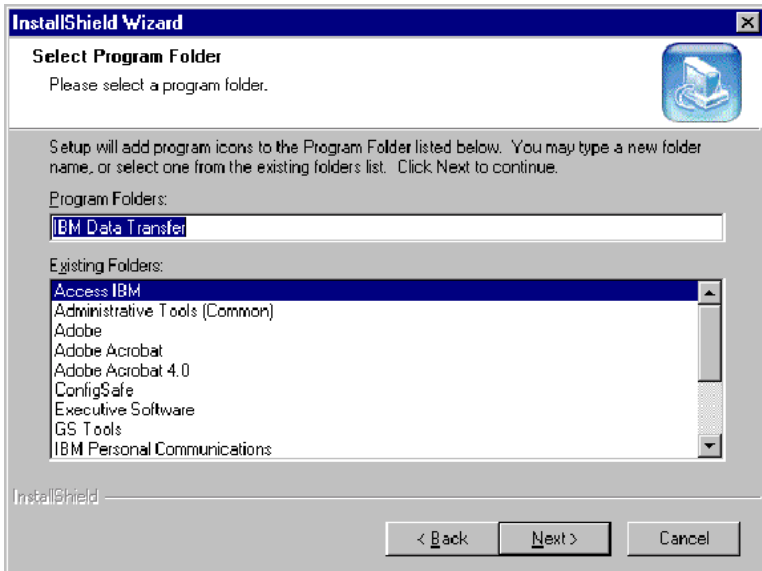 InstallShield Wizard
Select Program Folder
Please select a program folder.
Setup will add program icons to the Program Folder listed below. You may type a new folder
name, or select one from the existing folders list. Click Next to continue.
Program Folders:
IBM Data Transfer
Existing Folders:
Access IBM
Administrative Tools (Common)
Adobe
Adobe Acrobat
Adobe Acrobat 4.0
ConfigSafe
Executive Software
GS Tools
IBM Personal Communications
InstallShield
< Back Next > Cancel